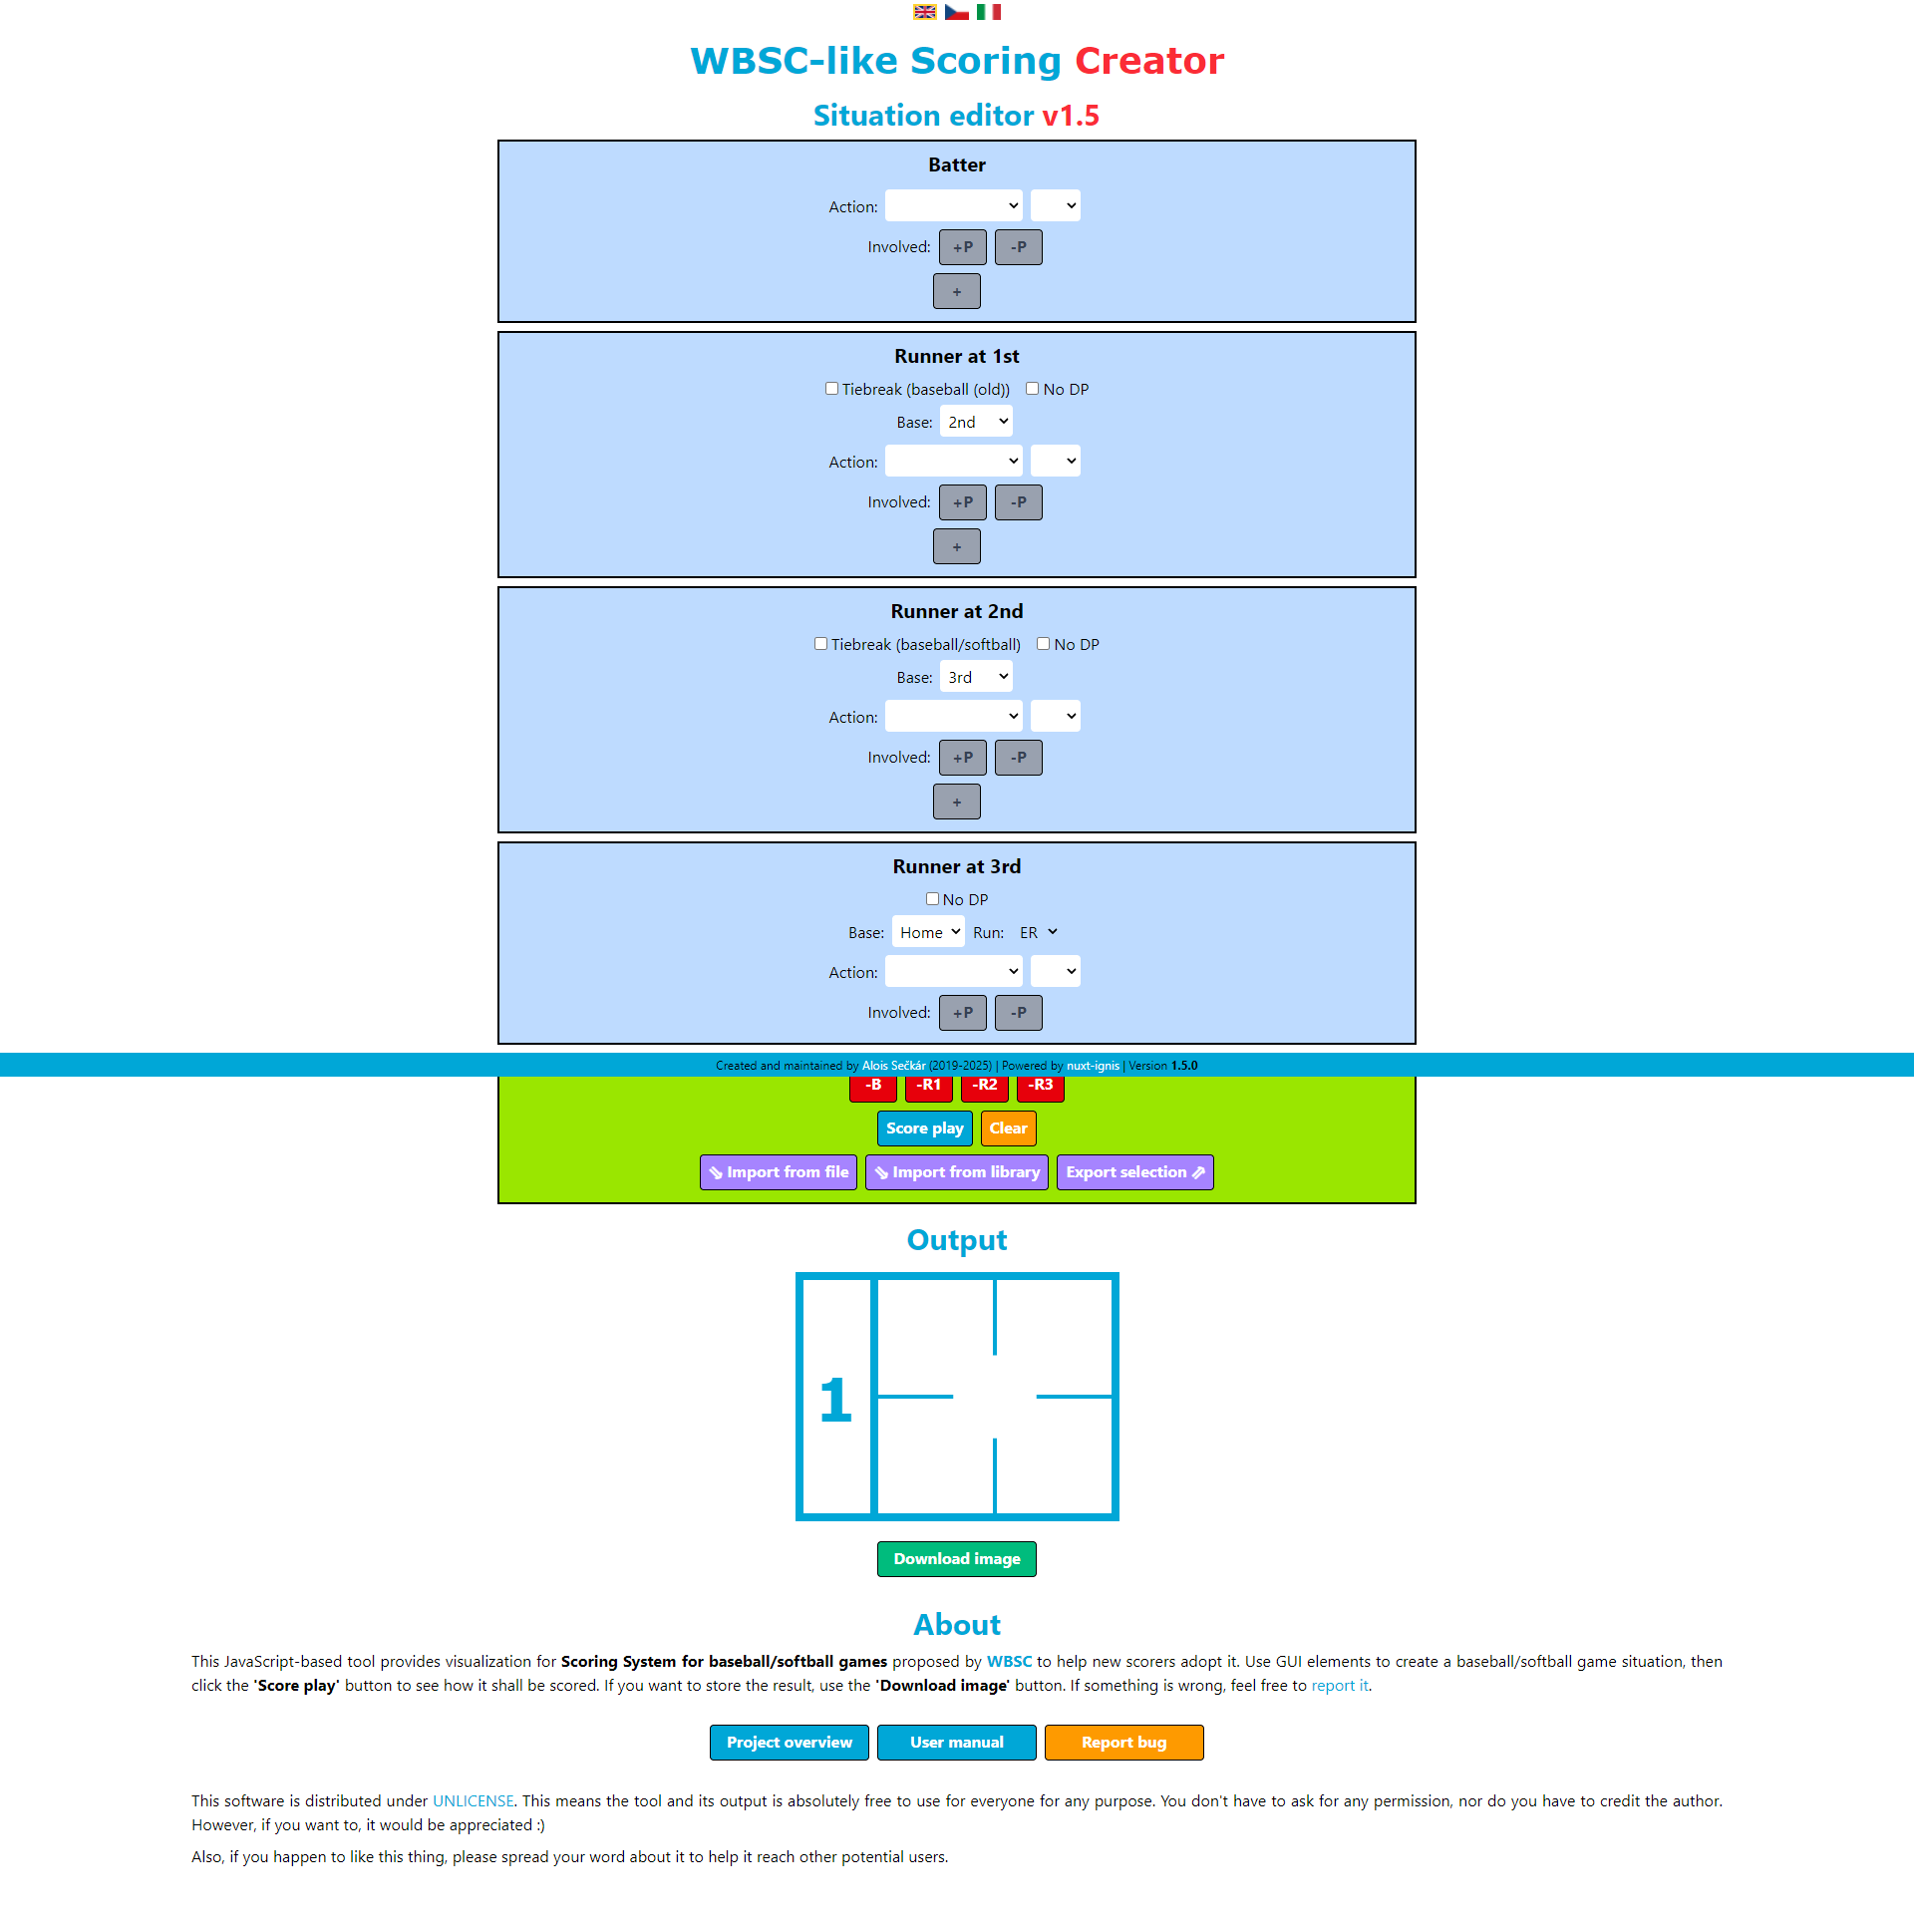 WBSC-like Scoring Creator
Situation editor v1.5
Batter
Action:
Involved: +P -P
+
Runner at 1st
Tiebreak (baseball (old)) No DP
Base: 2nd
Action:
Involved: +P -P
+
Runner at 2nd
Tiebreak (baseball/softball) No DP
Base: 3rd
Action:
Involved: +P -P
+
Runner at 3rd
No DP
Base: Home Run: ER
Action:
Involved: +P -P
Created and maintained by Alois Sečkár (2019-2025) | Powered by nuxt-ignis | Version 1.5.0
-B -R1 -R2 -R3
Score play Clear
⇘ Import from file ⇘ Import from library Export selection ⇗
Output
1
Download image
About
This JavaScript-based tool provides visualization for Scoring System for baseball/softball games proposed by WBSC to help new scorers adopt it. Use GUI elements to create a baseball/softball game situation, then
click the 'Score play' button to see how it shall be scored. If you want to store the result, use the 'Download image' button. If something is wrong, feel free to report it.
Project overview User manual Report bug
This software is distributed under UNLICENSE. This means the tool and its output is absolutely free to use for everyone for any purpose. You don't have to ask for any permission, nor do you have to credit the author.
However, if you want to, it would be appreciated :)
Also, if you happen to like this thing, please spread your word about it to help it reach other potential users.